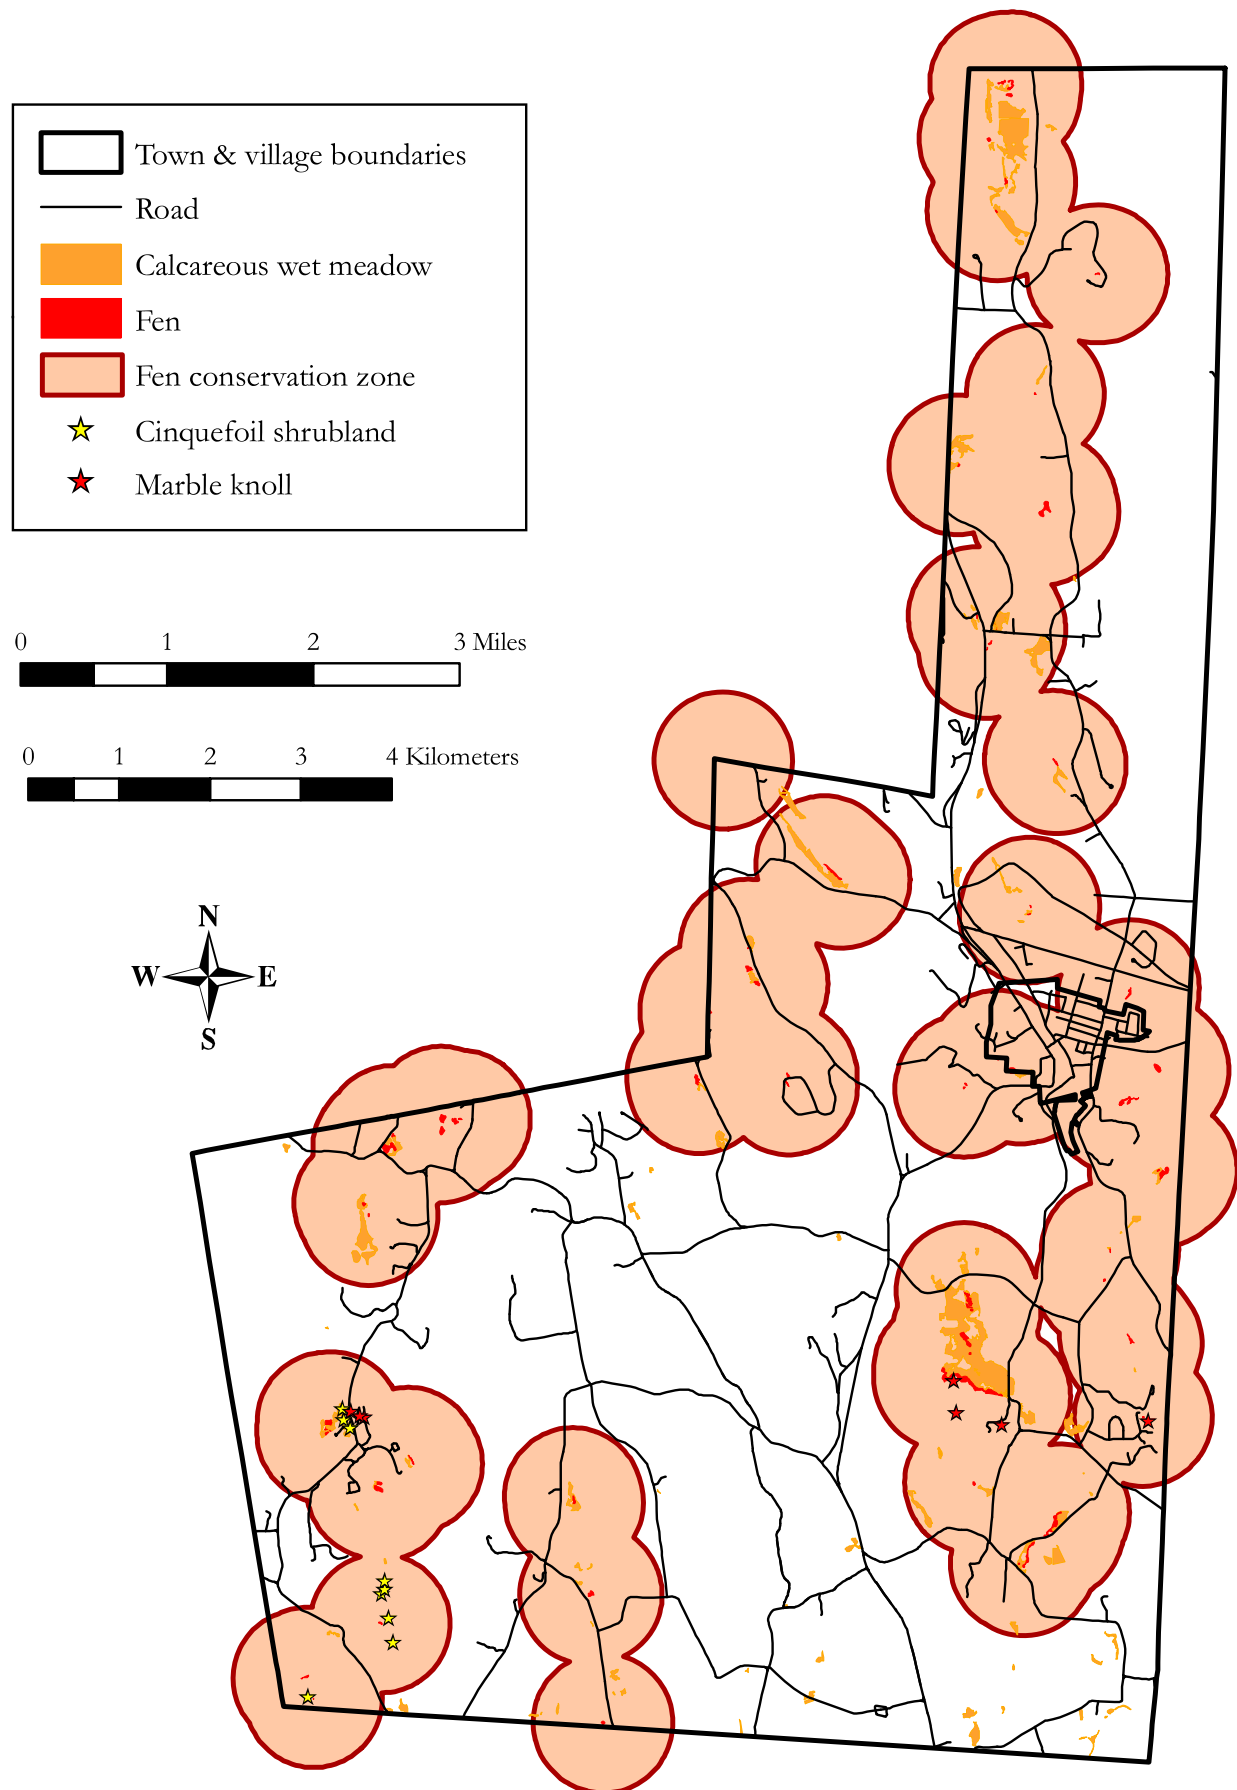 Town & village boundaries
Road
Calcareous wet meadow
Fen
Fen conservation zone
Cinquefoil shrubland
Marble knoll
0 1 2 3 Miles
0 1 2 3 4 Kilometers
N
W E
S